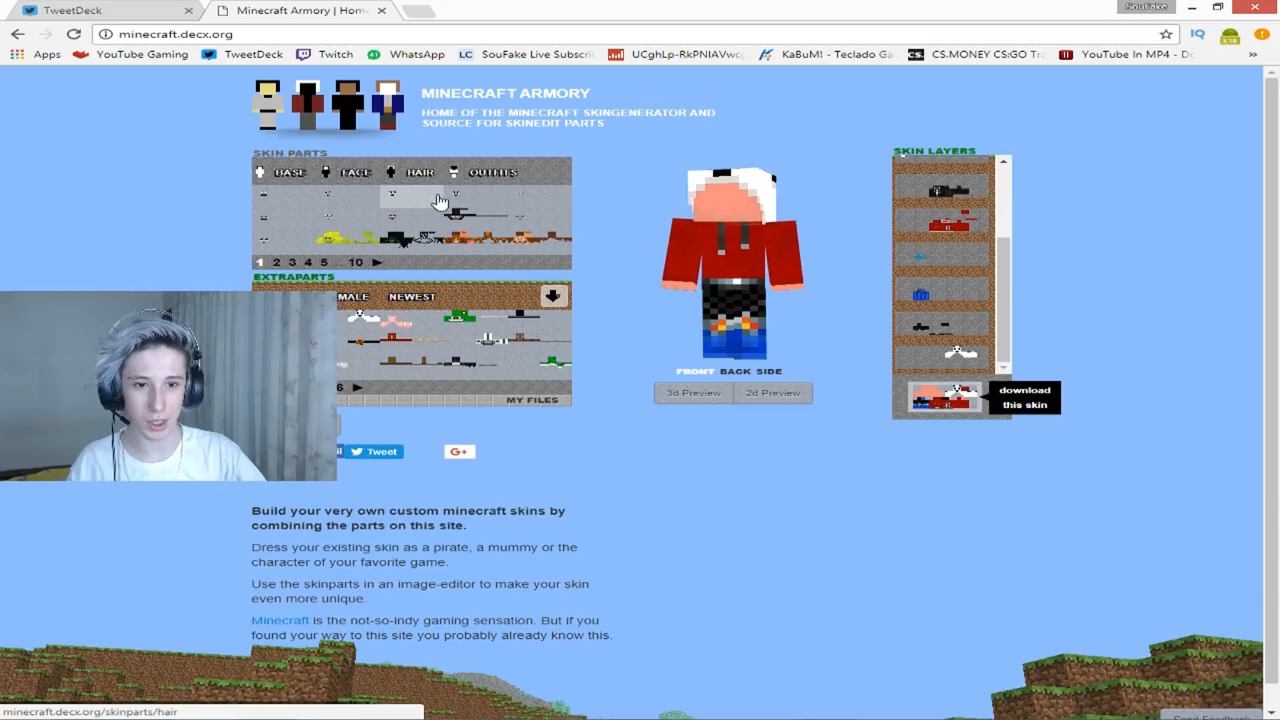 TweetDeck
Minecraft Armory | Hom
SouFake
minecraft.decx.org
Apps
YouTube Gaming
TweetDeck
Twitch
WhatsApp
SouFake Live Subscri
UCghLp-RkPNIAVwc
KaBuM! - Teclado Ga
CS.MONEY CS:GO Tra
YouTube In MP4 - Do
MINECRAFT ARMORY
HOME OF THE MINECRAFT SKINGENERATOR AND
SOURCE FOR SKINEDIT PARTS
SKIN PARTS
BASE
FACE
HAIR
OUTFITS
1 2 3 4 5 10
EXTRAPARTS
MALE
NEWEST
6
MY FILES
Tweet
G+
FRONT BACK SIDE
3d Preview
2d Preview
SKIN LAYERS
download
this skin
Build your very own custom minecraft skins by
combining the parts on this site.
Dress your existing skin as a pirate, a mummy or the
character of your favorite game.
Use the skinparts in an image-editor to make your skin
even more unique.
Minecraft is the not-so-indy gaming sensation. But if you
found your way to this site you probably already know this.
minecraft.decx.org/skinparts/hair
Send Feedback